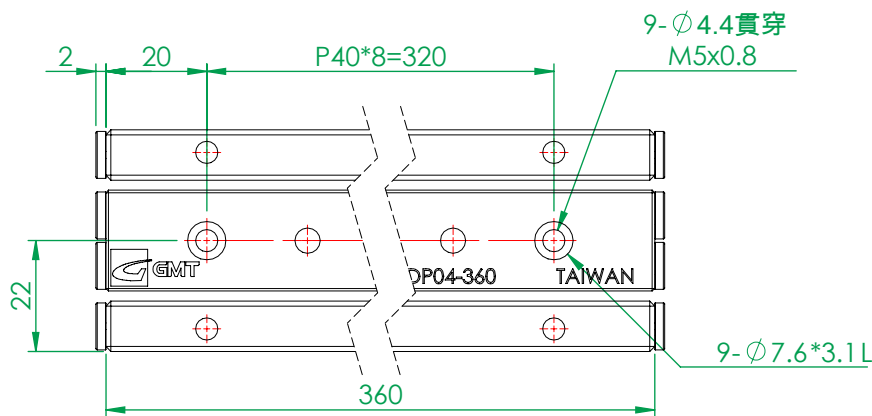 9-∅4.4貫穿
M5x0.8
2
20
P40*8=320
GMT
DP04-360
TAIWAN
22
9-∅7.6*3.1L
360